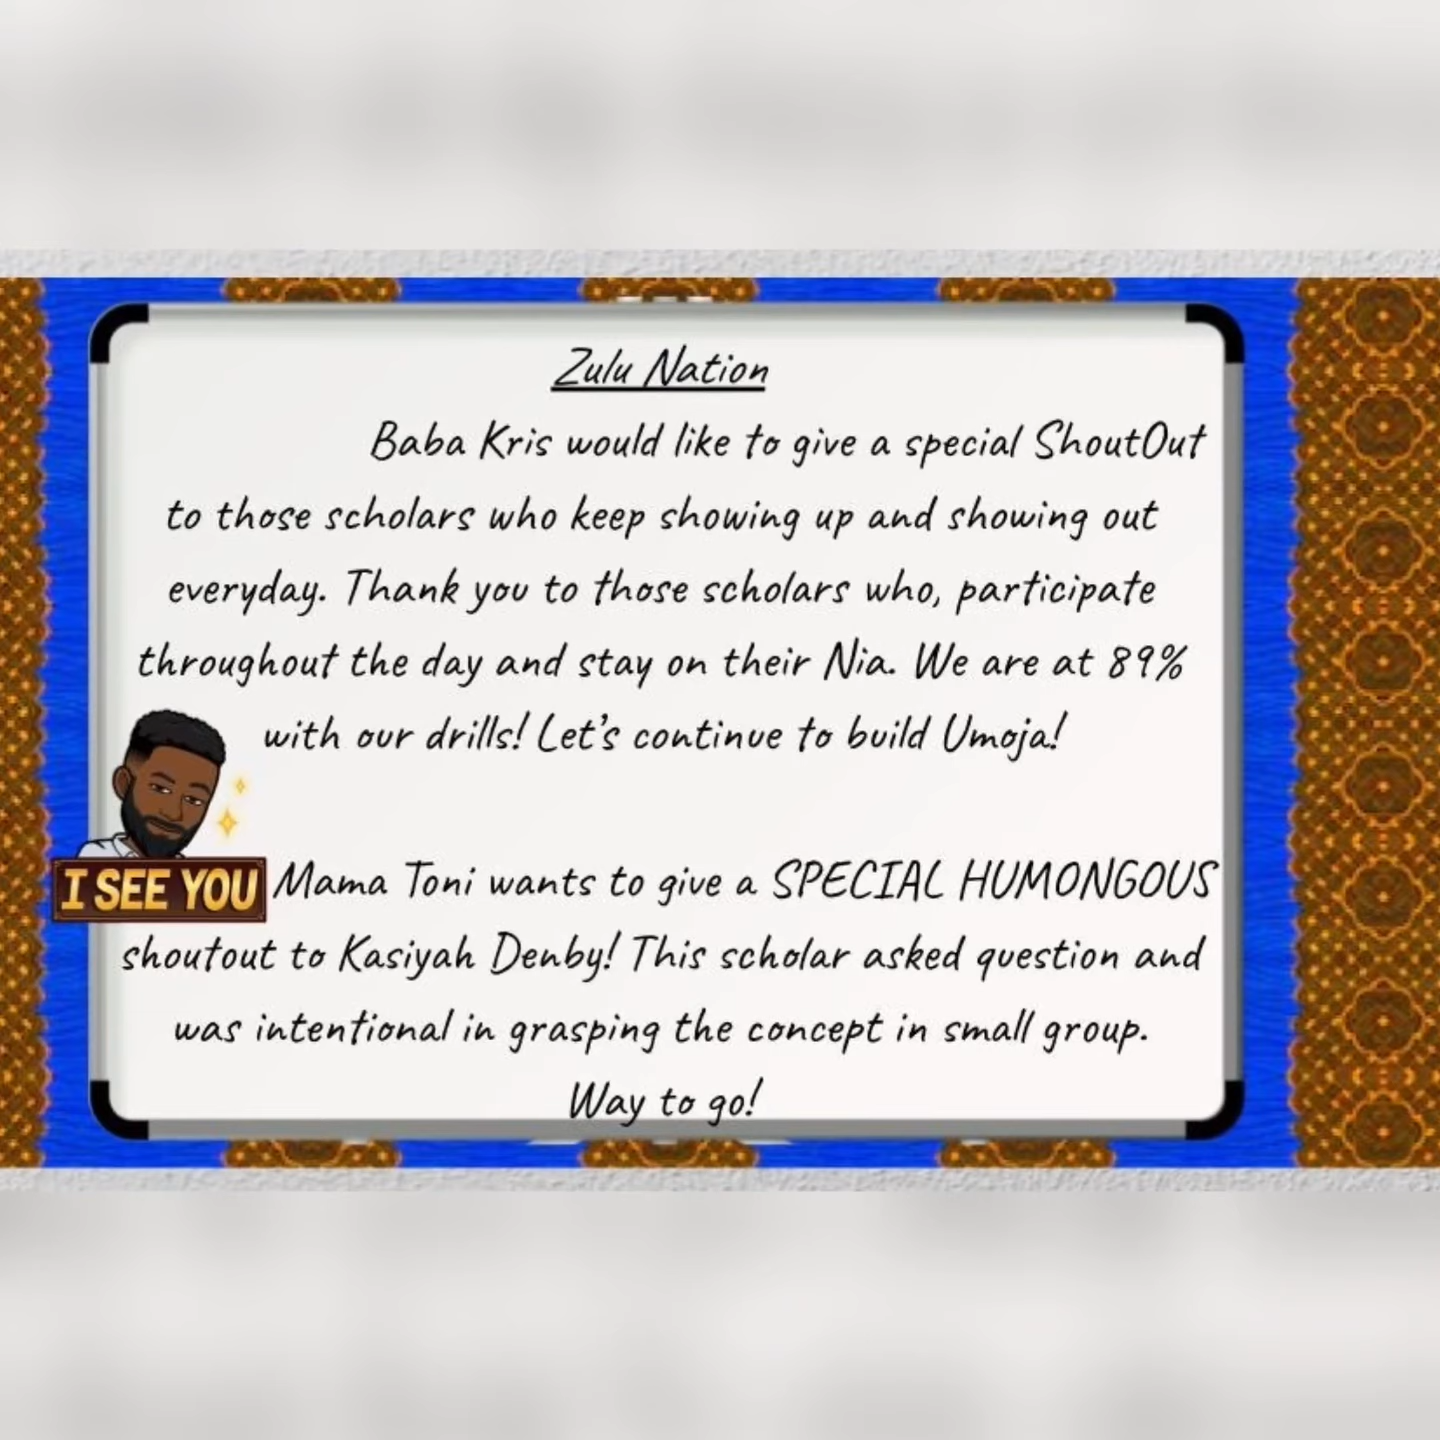 Zulu Nation
Baba Kris would like to give a special ShoutOut
to those scholars who keep showing up and showing out
everyday. Thank you to those scholars who, participate
throughout the day and stay on their Nia. We are at 89%
with our drills! Let's continue to build Umoja!
I SEE YOU
Mama Toni wants to give a SPECIAL HUMONGOUS
shoutout to Kasiyah Denby! This scholar asked question and
was intentional in grasping the concept in small group.
Way to go!